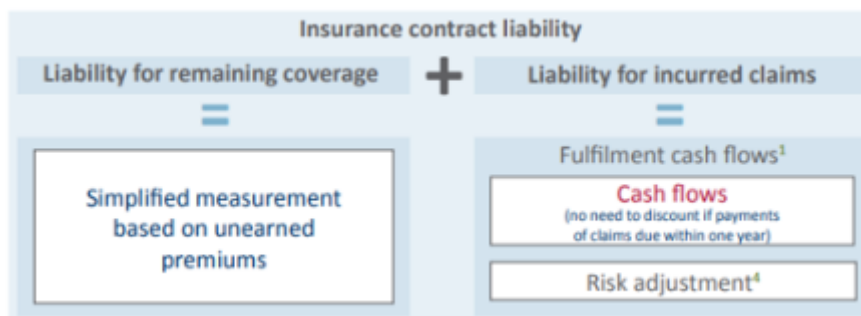 Insurance contract liability
Liability for remaining coverage + Liability for incurred claims
= =
Fulfilment cash flows¹
Simplified measurement
based on unearned
premiums
Cash flows
(no need to discount if payments
of claims due within one year)
Risk adjustment⁴